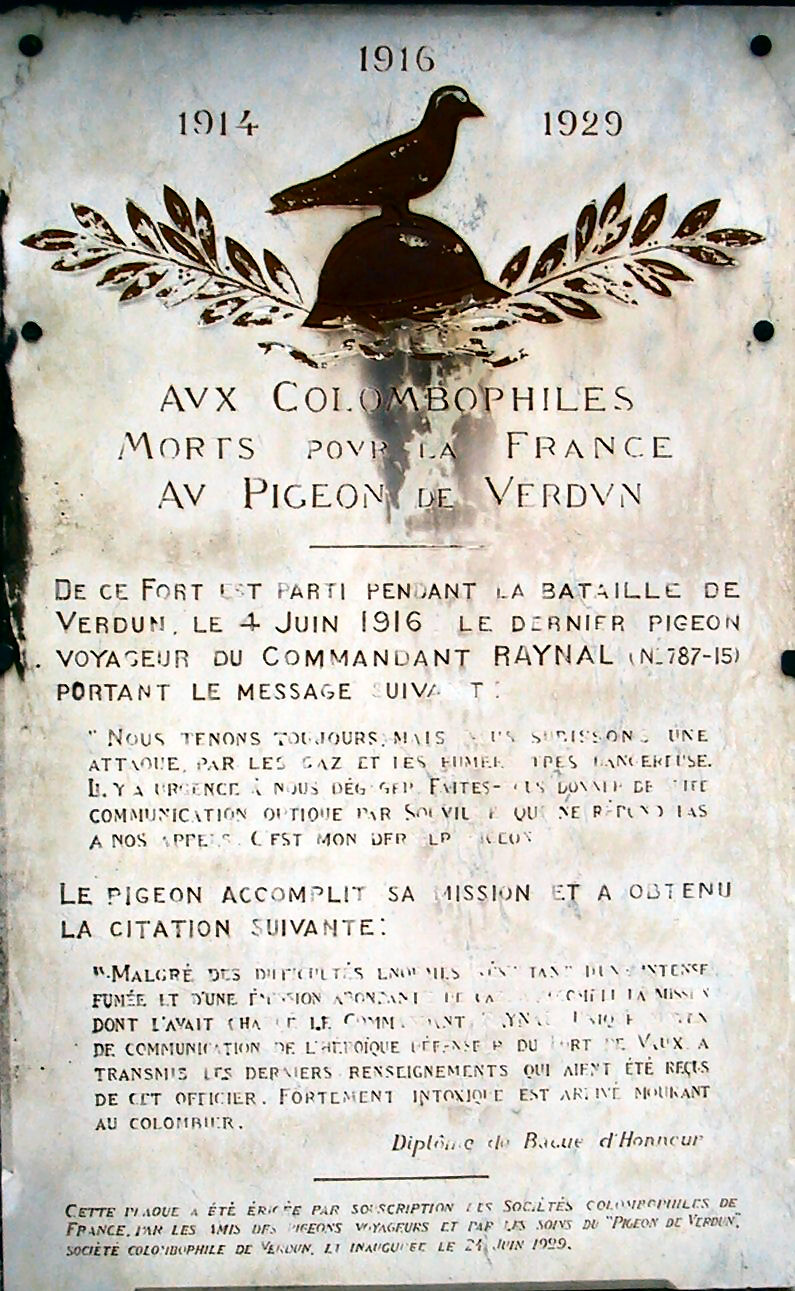 1916
1914 1929
AVX COLOMBOPHILES
MORTS POVR LA FRANCE
AV PIGEON DE VERDVN
DE CE FORT EST PARTI PENDANT LA BATAILLE DE
VERDUN, LE 4 JUIN 1916 LE DERNIER PIGEON
VOYAGEUR DU COMMANDANT RAYNAL (N. 787-15)
PORTANT LE MESSAGE SUIVANT :
" NOUS TENONS TOUJOURS, MAIS NOUS SUBISSONS UNE
ATTAQUE, PAR LES GAZ ET LES FUMEES TRES DANGEREUSE.
IL Y A URGENCE À NOUS DÉGAGER. FAITES- DONNER DE SUITE
COMMUNICATION OPTIQUE PAR SOUVILLE QUI NE RÉPOND PAS
A NOS APPELS. C'EST MON DERNIER PIGEON
LE PIGEON ACCOMPLIT SA MISSION ET A OBTENU
LA CITATION SUIVANTE :
"MALGRÉ DES DIFFICULTÉS ENORMES RÉSULTANT D'UNE INTENSE
FUMÉE ET D'UNE ÉMISSION ABONDANTE DE GAZ A ACCOMPLI LA MISSION
DONT L'AVAIT CHARGÉ LE COMMANDANT RAYNAL. UNIQUE MOYEN
DE COMMUNICATION DE L'HÉROÏQUE DÉFENSEUR DU FORT DE VAUX. A
TRANSMIS LES DERNIERS RENSEIGNEMENTS QUI AIENT ÉTÉ REÇUS
DE CET OFFICIER. FORTEMENT INTOXIQUÉ EST ARRIVÉ MOURANT
AU COLOMBIER.
Diplôme de Bague d'Honneur
CETTE PLAQUE A ÉTÉ ÉRIGÉE PAR SOUSCRIPTION DES SOCIÉTÉS COLOMBOPHILES DE
FRANCE, PAR LES AMIS DES PIGEONS VOYAGEURS ET PAR LES SOINS DU "PIGEON DE VERDUN",
SOCIÉTÉ COLOMBOPHILE DE VERDUN, ET INAUGURÉE LE 24 JUIN 1929.